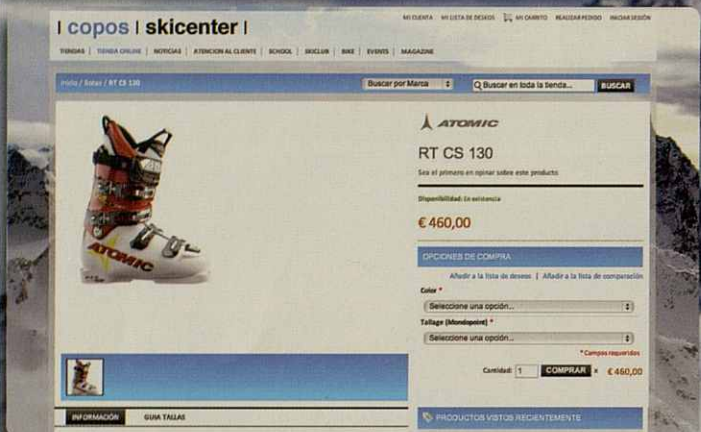 | copos | skicenter |
MI CUENTA MI LISTA DE DESEOS MI CARRITO REALIZAR PEDIDO INICIAR SESIÓN
TIENDAS | TIENDA ONLINE | NOTICIAS | ATENCION AL CLIENTE | SCHOOL | SKICLUB | BIKE | EVENTS | MAGAZINE
Inicio / Botas / RT CS 130
Buscar por Marca
Buscar en toda la tienda...
BUSCAR
ATOMIC
ATOMIC
RT CS 130
Sea el primero en opinar sobre este producto
Disponibilidad: En existencia
€ 460,00
OPCIONES DE COMPRA
Añadir a la lista de deseos | Añadir a la lista de comparación
Color *
Seleccione una opción...
Tallage (Mondopoint) *
Seleccione una opción...
* Campos requeridos
Cantidad: 1 COMPRAR x € 460,00
INFORMACIÓN GUIA TALLAS
PRODUCTOS VISTOS RECIENTEMENTE